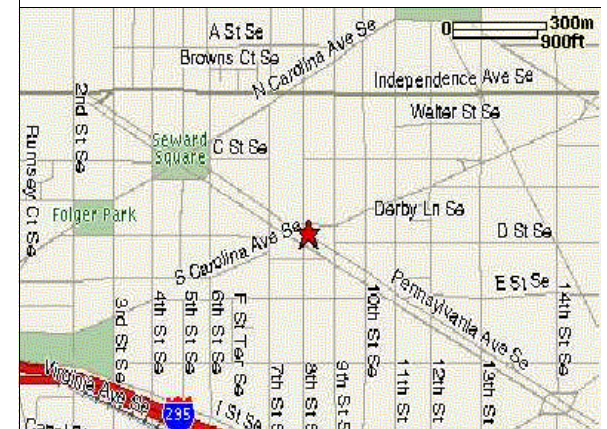 A St Se
Browns Ct Se
N Carolina Ave Se
0 300m
900ft
Independence Ave Se
Walter St Se
2nd St Se
Rumsey Ct Se
Seward
Square
C St Se
Folger Park
Derby Ln Se
D St Se
S Carolina Ave Se
E St Se
Pennsylvania Ave Se
3rd St Se
4th St Se
5th St Se
6th St Se
F St Ter Se
7th St
8th St
9th St
10th St Se
11th St
12th St
13th St
14th St Se
Virginia Ave Se
295
I St Se